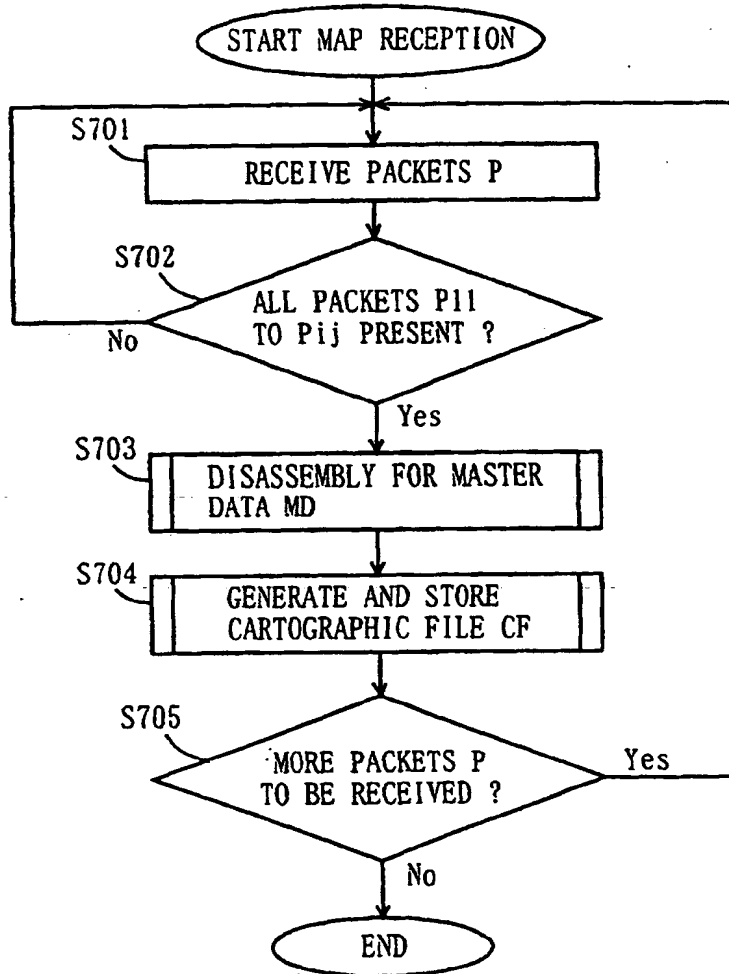 START MAP RECEPTION
S701
RECEIVE PACKETS P
S702
ALL PACKETS P11
TO Pij PRESENT ?
No
Yes
S703
DISASSEMBLY FOR MASTER
DATA MD
S704
GENERATE AND STORE
CARTOGRAPHIC FILE CF
S705
MORE PACKETS P
TO BE RECEIVED ?
Yes
No
END